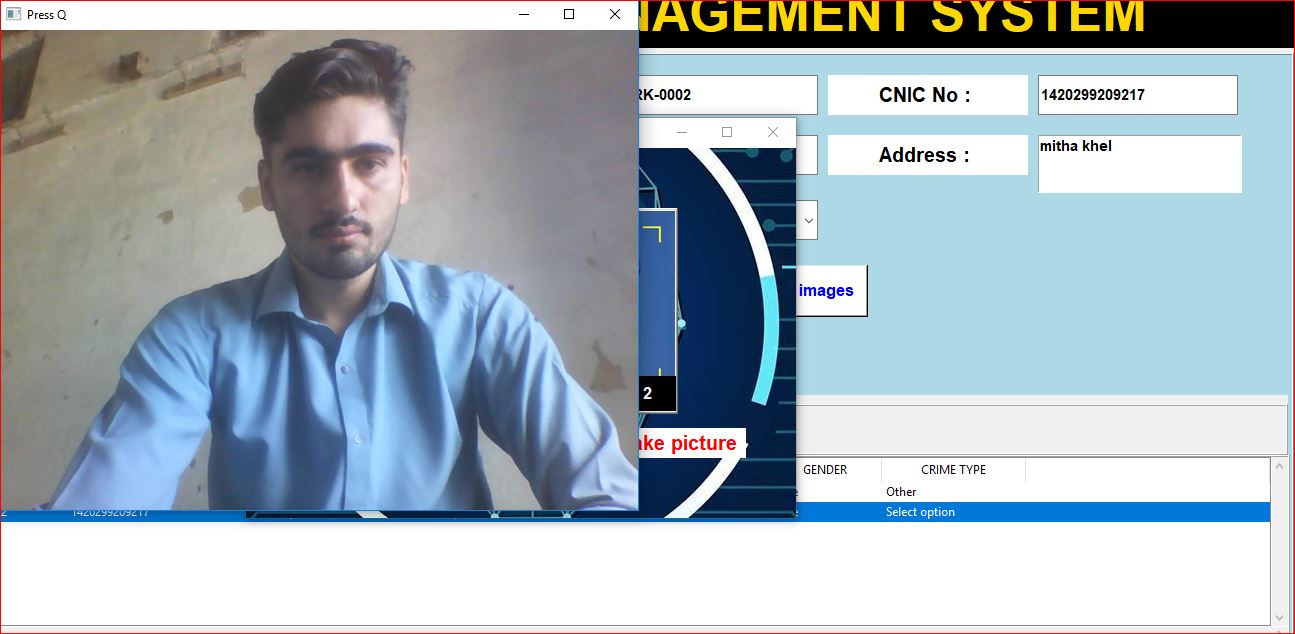 Press Q
NAGEMENT SYSTEM
RK-0002
CNIC No :
1420299209217
Address :
mitha khel
images
2
ake picture
GENDER
CRIME TYPE
Other
2
1420299209217
Select option